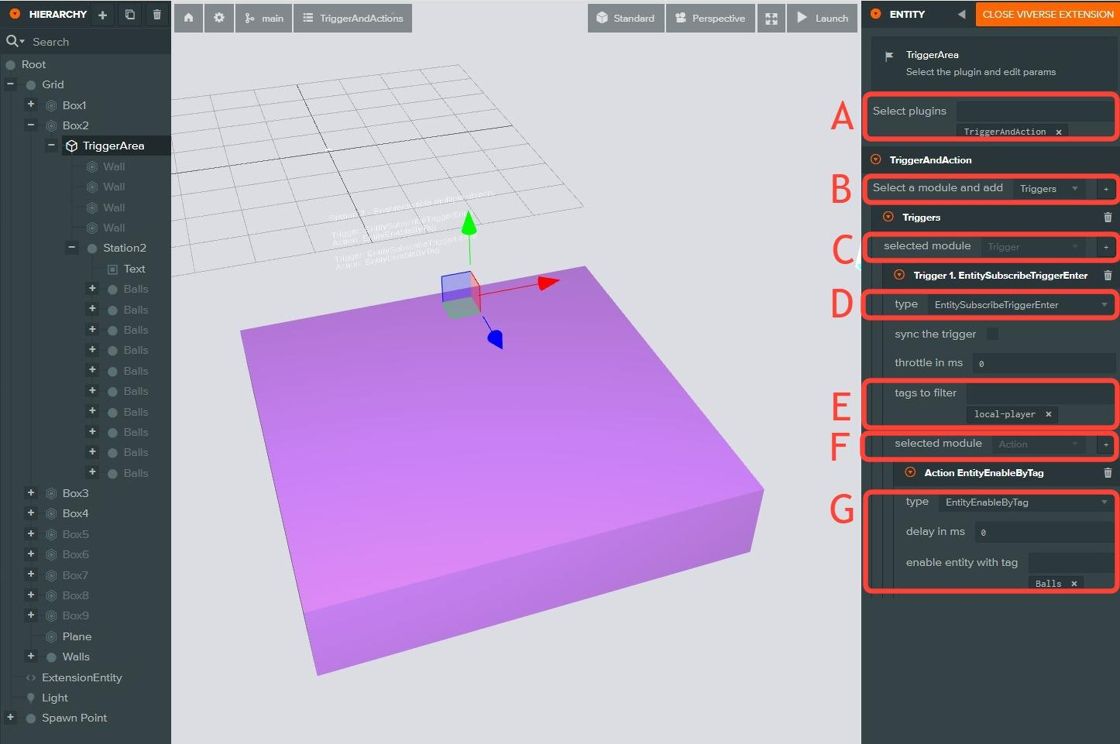 HIERARCHY
Search
Root
Grid
Box1
Box2
TriggerArea
Wall
Wall
Wall
Wall
Station2
Text
Balls
Balls
Balls
Balls
Balls
Balls
Balls
Balls
Balls
Balls
Box3
Box4
Box5
Box6
Box7
Box8
Box9
Plane
Walls
ExtensionEntity
Light
Spawn Point
main
TriggerAndActions
Standard
Perspective
Launch
ENTITY
CLOSE VIVERSE EXTENSION
TriggerArea
Select the plugin and edit params
A
Select plugins
TriggerAndAction ×
TriggerAndAction
B
Select a module and add Triggers
Triggers
C
selected module Trigger
Trigger 1. EntitySubscribeTriggerEnter
D
type EntitySubscribeTriggerEnter
sync the trigger
throttle in ms 0
E
tags to filter
local-player ×
F
selected module Action
Action EntityEnableByTag
G
type EntityEnableByTag
delay in ms 0
enable entity with tag
Balls ×